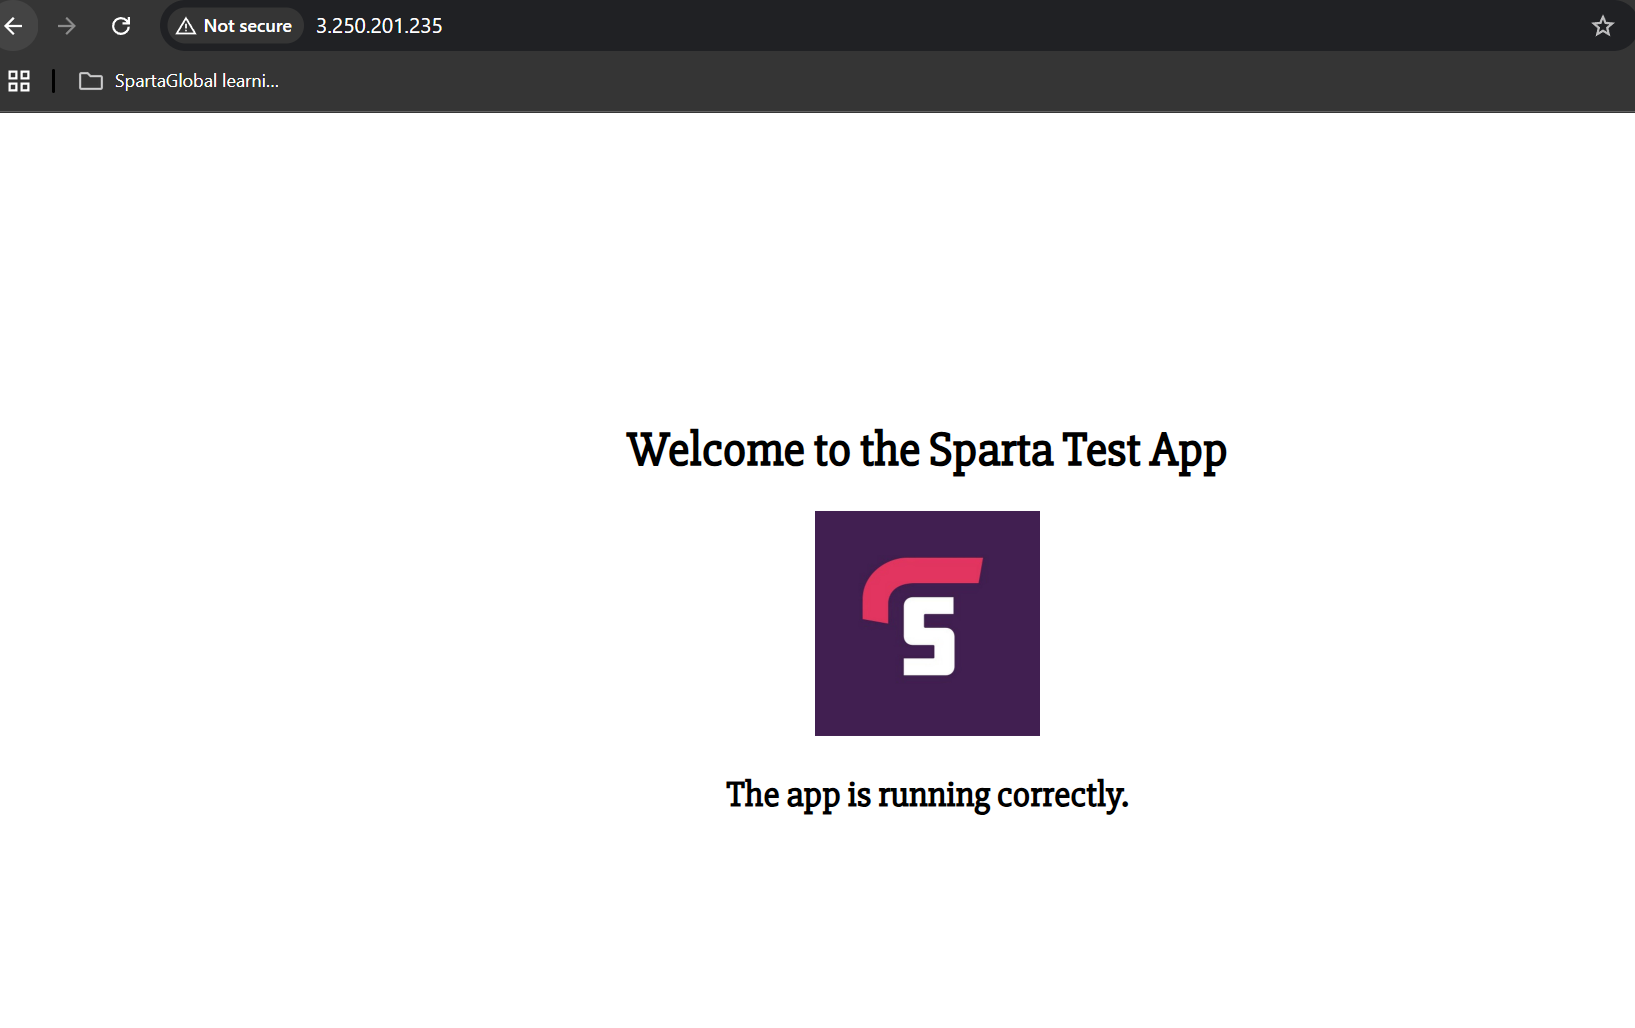 Not secure 3.250.201.235
SpartaGlobal learni...
Welcome to the Sparta Test App
S
The app is running correctly.